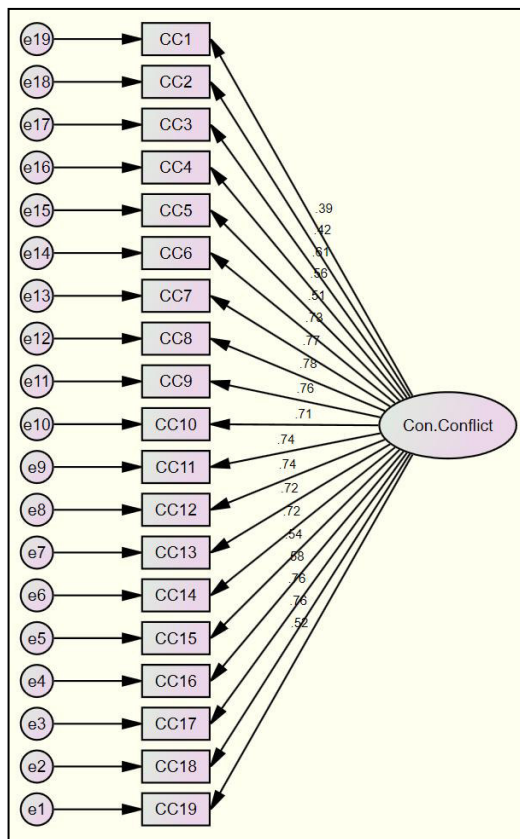 e19 CC1
e18 CC2
e17 CC3
e16 CC4
.39
e15 CC5
.42
e14 CC6
.61
.56
e13 CC7
.51
.73
e12 CC8
.77
.78
e11 CC9
.76
e10 CC10 .71 Con.Conflict
.74
e9 CC11
.74
e8 CC12
.72
.72
e7 CC13
.54
.58
e6 CC14
.76
.76
e5 CC15
.52
e4 CC16
e3 CC17
e2 CC18
e1 CC19